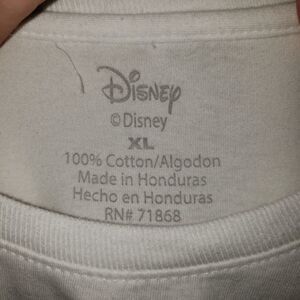 Disney
©Disney
XL
100% Cotton/Algodon
Made in Honduras
Hecho en Honduras
RN# 71868